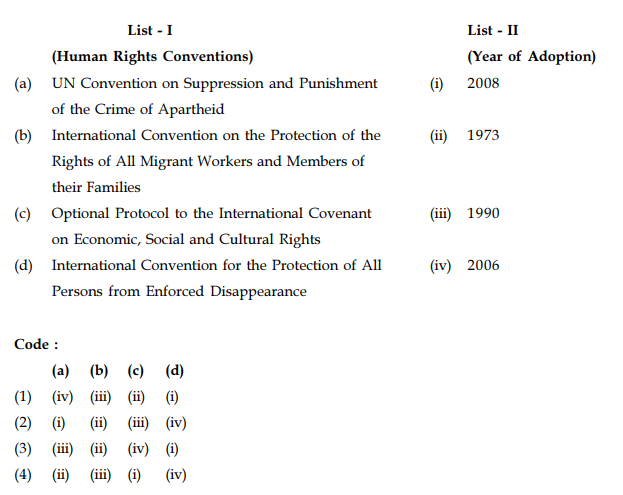 List - I List - II
(Human Rights Conventions) (Year of Adoption)
(a) UN Convention on Suppression and Punishment (i) 2008
of the Crime of Apartheid
(b) International Convention on the Protection of the (ii) 1973
Rights of All Migrant Workers and Members of
their Families
(c) Optional Protocol to the International Covenant (iii) 1990
on Economic, Social and Cultural Rights
(d) International Convention for the Protection of All (iv) 2006
Persons from Enforced Disappearance
Code :
(a) (b) (c) (d)
(1) (iv) (iii) (ii) (i)
(2) (i) (ii) (iii) (iv)
(3) (iii) (ii) (iv) (i)
(4) (ii) (iii) (i) (iv)